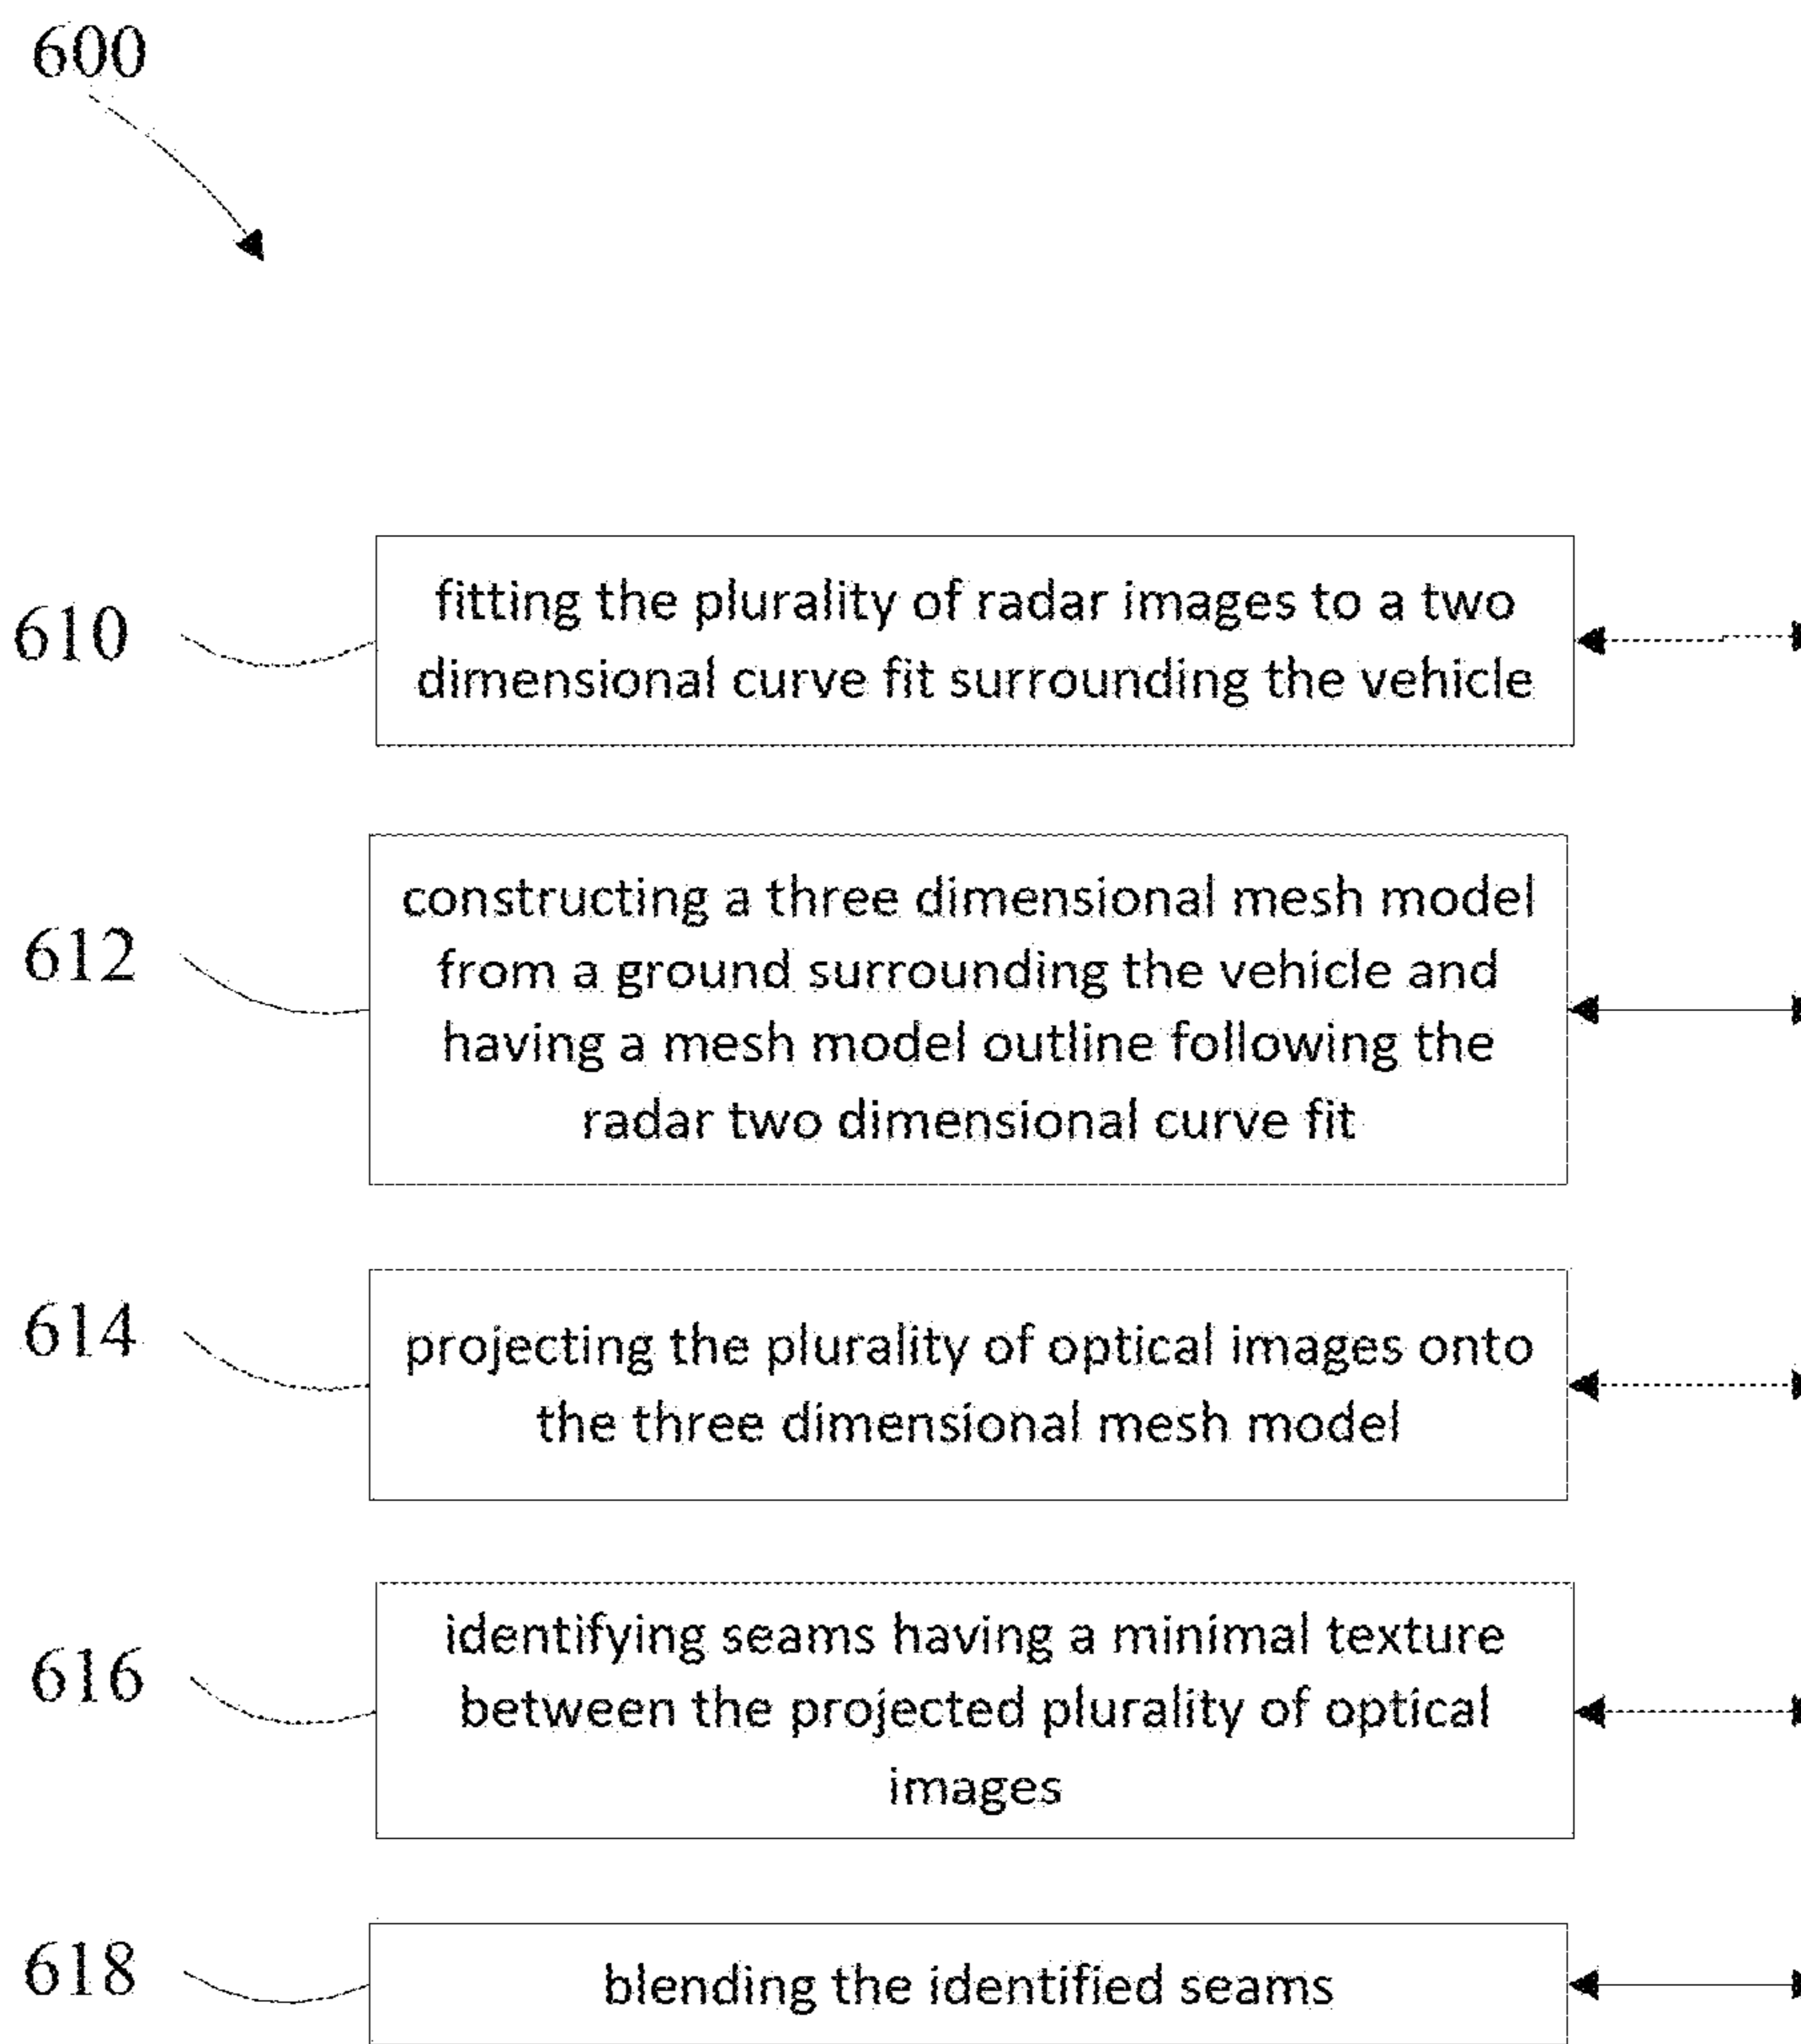 600
610
fitting the plurality of radar images to a two
dimensional curve fit surrounding the vehicle
612
constructing a three dimensional mesh model
from a ground surrounding the vehicle and
having a mesh model outline following the
radar two dimensional curve fit
614
projecting the plurality of optical images onto
the three dimensional mesh model
616
identifying seams having a minimal texture
between the projected plurality of optical
images
618
blending the identified seams